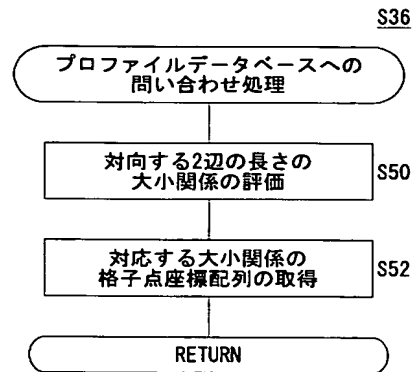 S36
プロファイルデータベースへの
問い合わせ処理
対向する2辺の長さの
大小関係の評価
S50
対応する大小関係の
格子点座標配列の取得
S52
RETURN